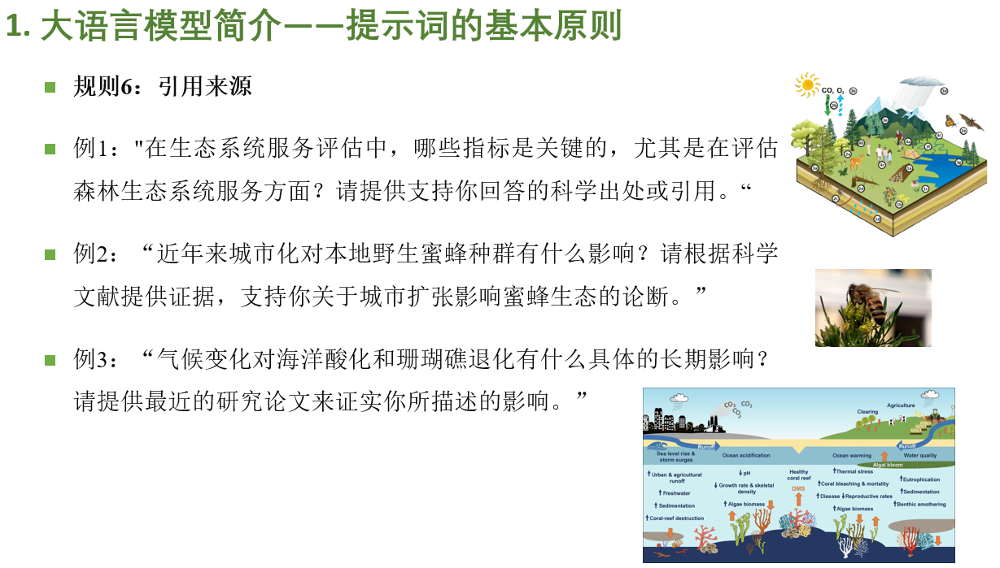 1. 大语言模型简介——提示词的基本原则
规则6：引用来源
例1："在生态系统服务评估中，哪些指标是关键的，尤其是在评估
森林生态系统服务方面？请提供支持你回答的科学出处或引用。“
例2：“近年来城市化对本地野生蜜蜂种群有什么影响？请根据科学
文献提供证据，支持你关于城市扩张影响蜜蜂生态的论断。”
例3：“气候变化对海洋酸化和珊瑚礁退化有什么具体的长期影响？
请提供最近的研究论文来证实你所描述的影响。”
CO₂ O₂
CO₂ CO₂
CO₂
Agriculture
Clearing
Runoff
Runoff
Sea level rise &
storm surges
Ocean acidification
Ocean warming
Water quality
Algal bloom
Urban & agricultural
runoff
Freshwater
Sedimentation
Coral-reef destruction
pH
Growth rate & skeletal
density
Algae biomass
Healthy
coral reef
DMS
Thermal stress
Coral bleaching & mortality
Disease Reproductive rates
Algae biomass
Eutrophication
Sedimentation
Benthic smothering